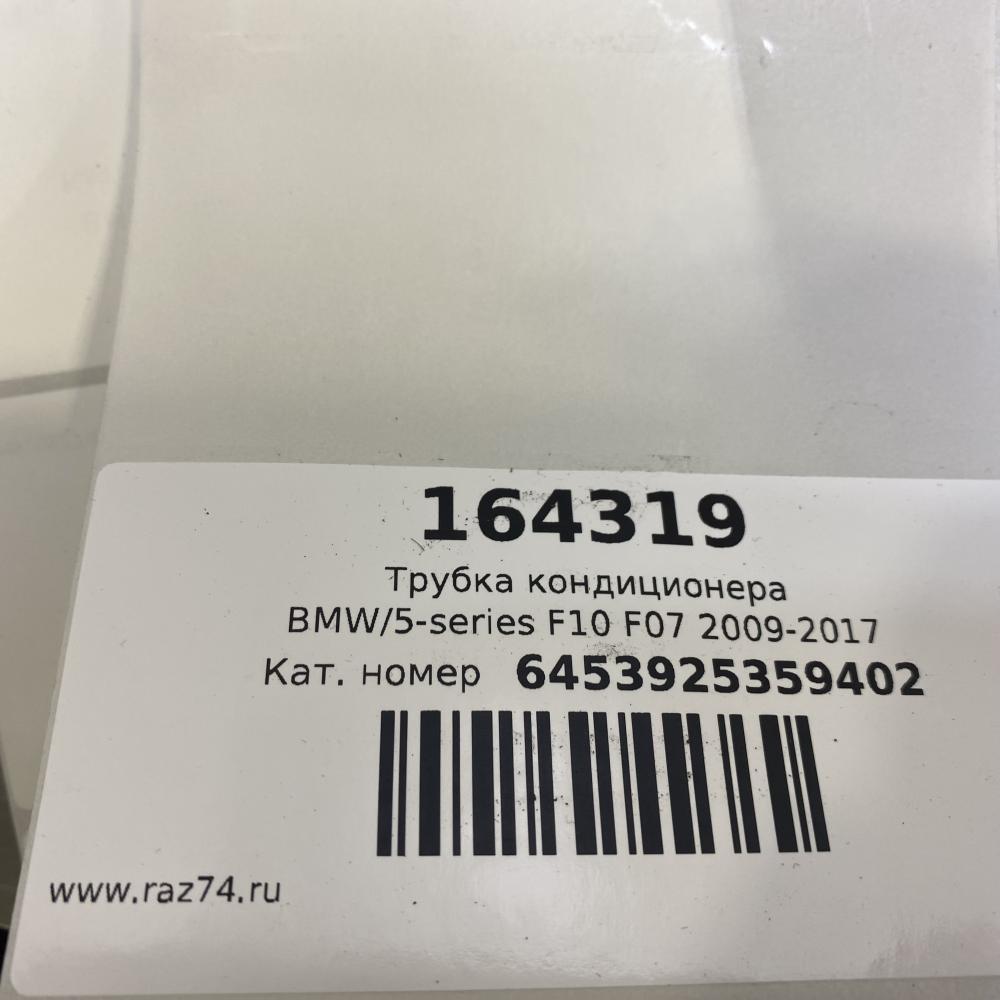 164319
Трубка кондиционера
BMW/5-series F10 F07 2009-2017
Кат. номер 6453925359402
www.raz74.ru